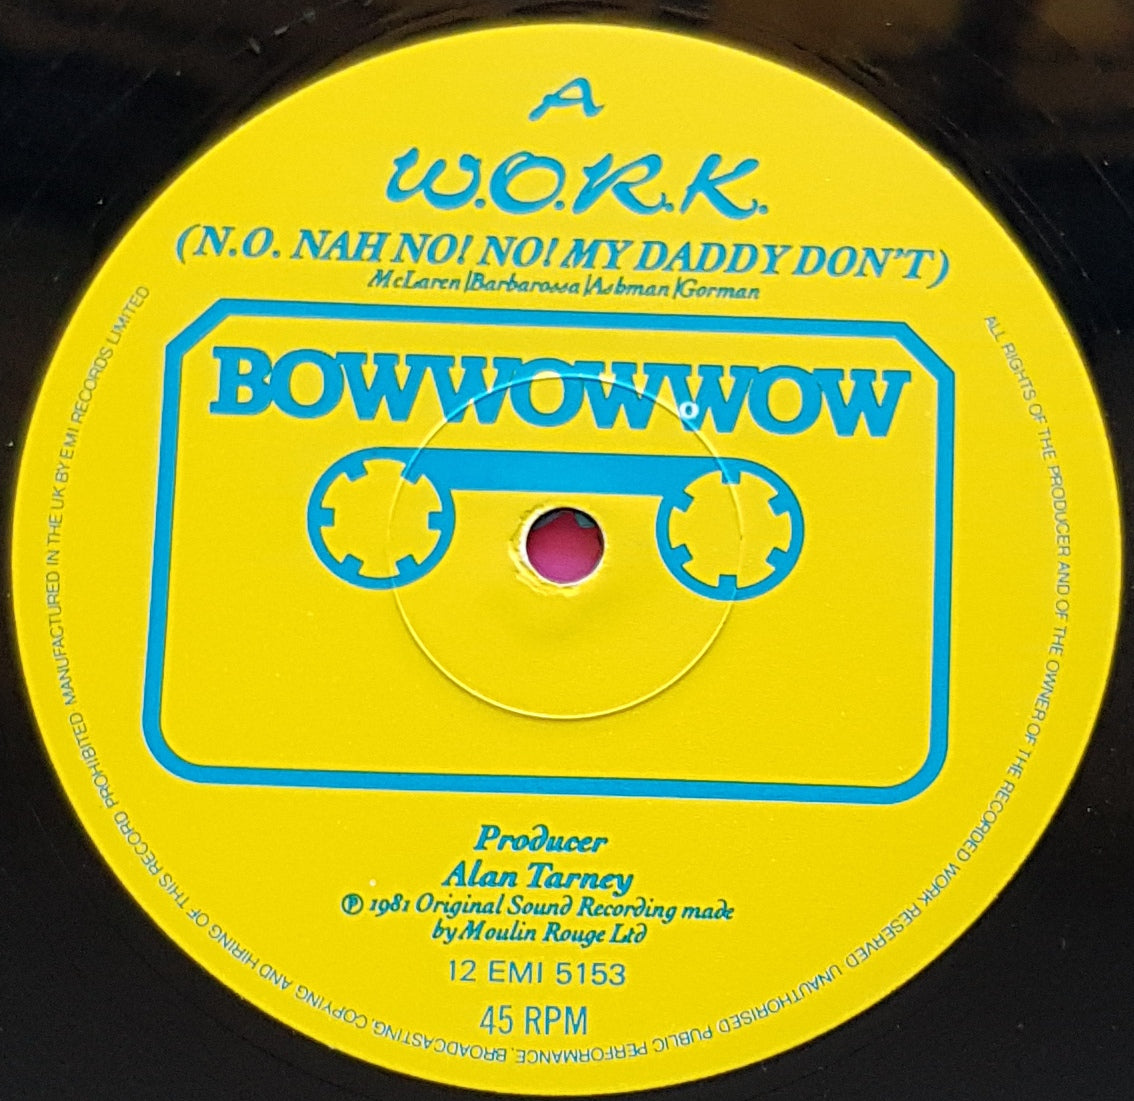 A
W.O.R.K.
(N.O. NAH NO! NO! MY DADDY DON'T)
McLaren/Barbarossa/Ashman/Gorman
BOWWOWWOW
Producer
Alan Tarney
℗ 1981 Original Sound Recording made
by Moulin Rouge Ltd
12 EMI 5153
45 RPM
MANUFACTURED IN THE UK BY EMI RECORDS LIMITED
ALL RIGHTS OF THE PRODUCER AND OF THE OWNER OF THE RECORDED WORK RESERVED UNAUTHORISED PUBLIC PERFORMANCE, BROADCASTING, COPYING AND HIRING OF THIS RECORD PROHIBITED